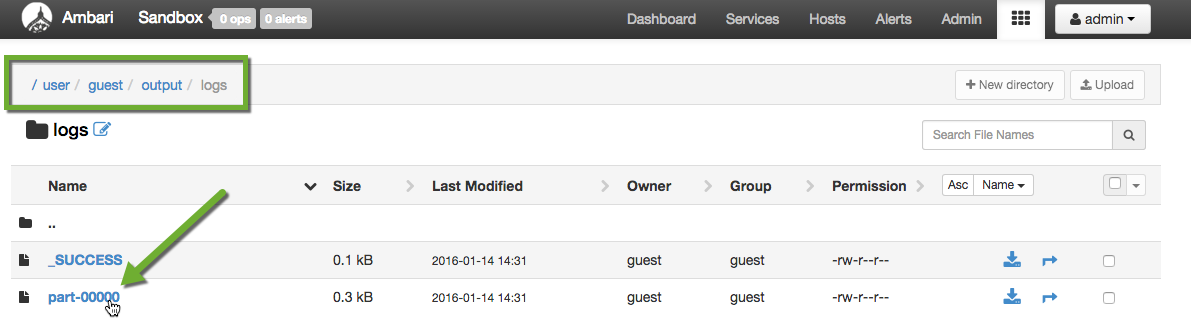 Ambari Sandbox 0 ops 0 alerts Dashboard Services Hosts Alerts Admin admin
/ user / guest / output / logs + New directory Upload
logs Search File Names
Name Size Last Modified Owner Group Permission Asc Name
..
_SUCCESS 0.1 kB 2016-01-14 14:31 guest guest -rw-r--r--
part-00000 0.3 kB 2016-01-14 14:31 guest guest -rw-r--r--